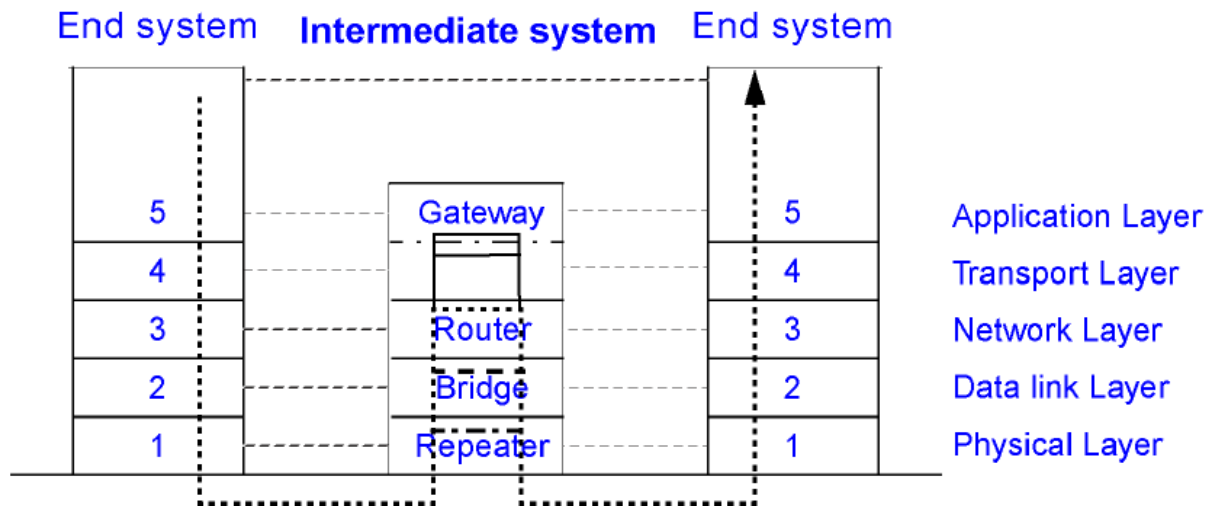 End system Intermediate system End system
5 Gateway 5 Application Layer
4 4 Transport Layer
3 Router 3 Network Layer
2 Bridge 2 Data link Layer
1 Repeater 1 Physical Layer